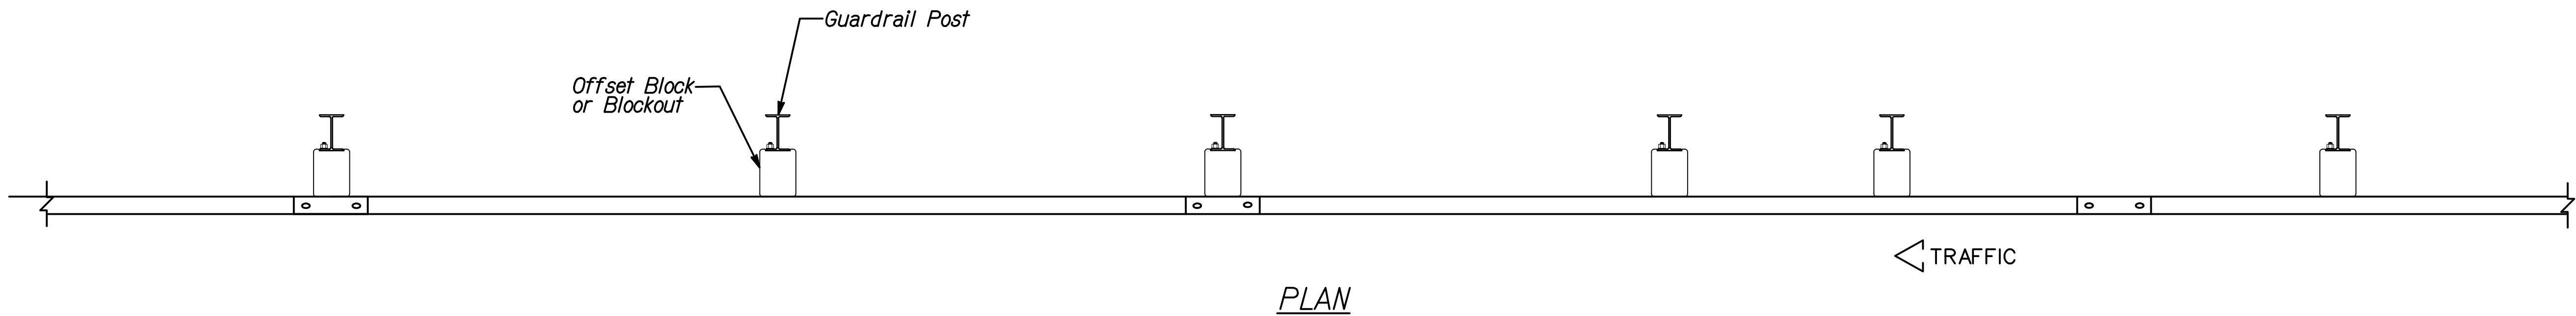 Guardrail Post
Offset Block
or Blockout
TRAFFIC
PLAN